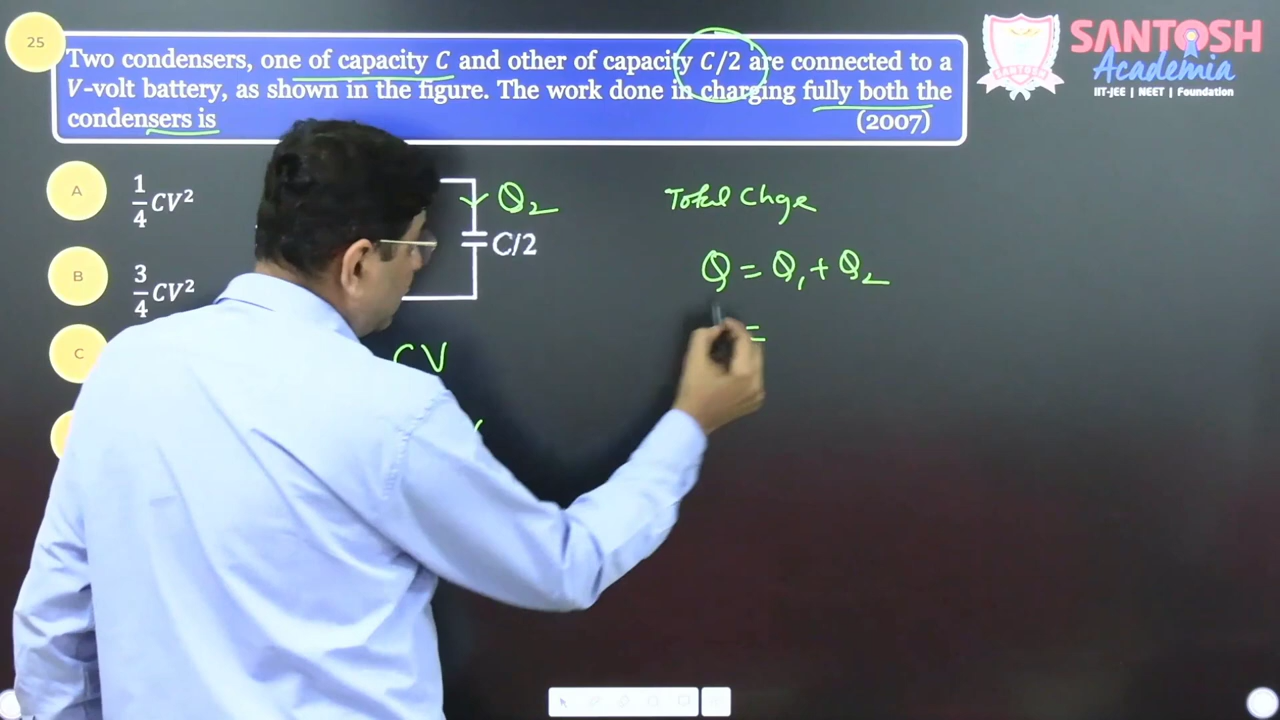 25
Two condensers, one of capacity C and other of capacity C/2 are connected to a
V-volt battery, as shown in the figure. The work done in charging fully both the
condensers is (2007)
SANTOSH
Academia
IIT-JEE | NEET | Foundation
SANTOSH
A
1/4 CV²
B
3/4 CV²
C
Q₂
C/2
CV
Total Chge
Q = Q₁ + Q₂
=